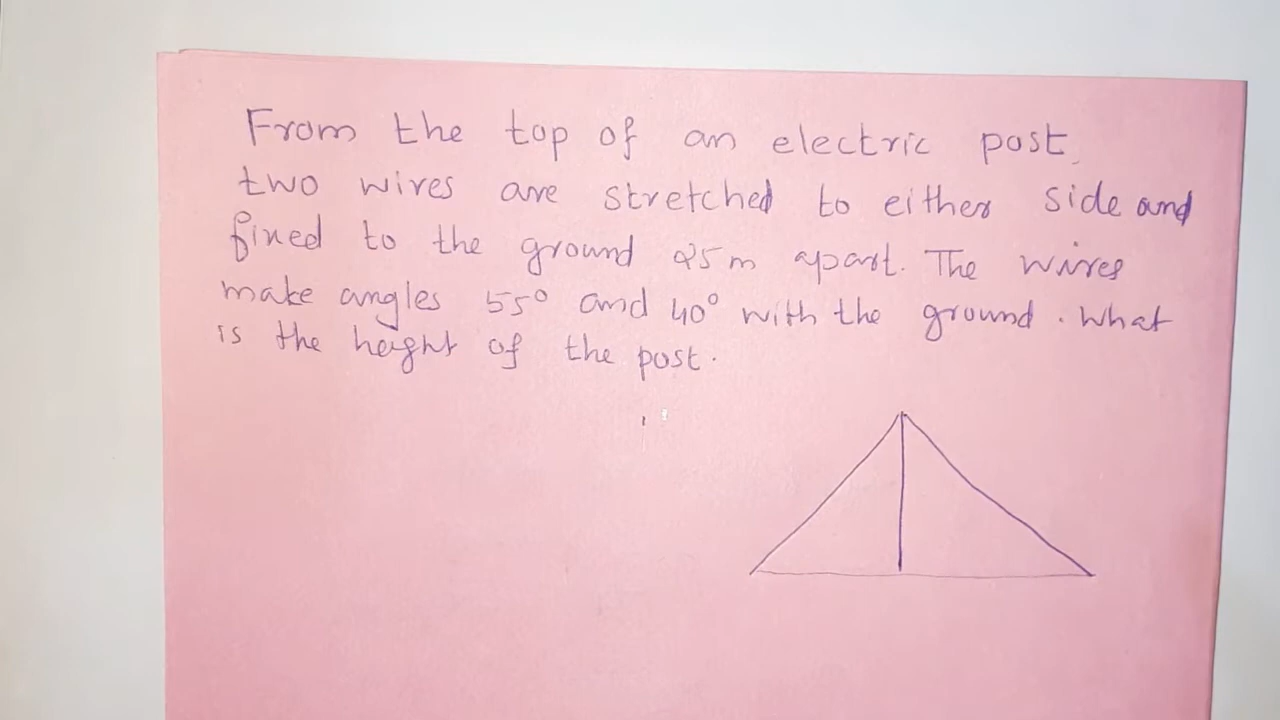 From the top of an electric post,
two wires are stretched to either side and
fixed to the ground 25m apart. The wires
make angles 55° and 40° with the ground. What
is the height of the post.